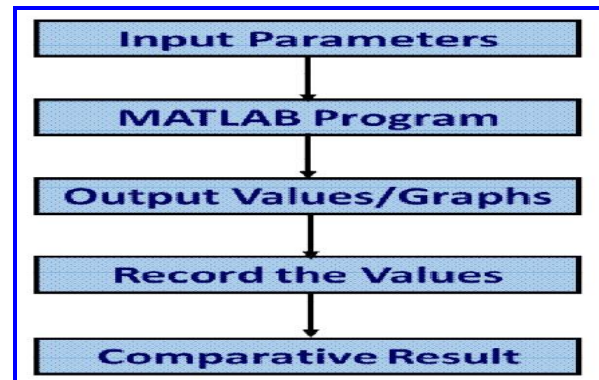 Input Parameters
MATLAB Program
Output Values/Graphs
Record the Values
Comparative Result